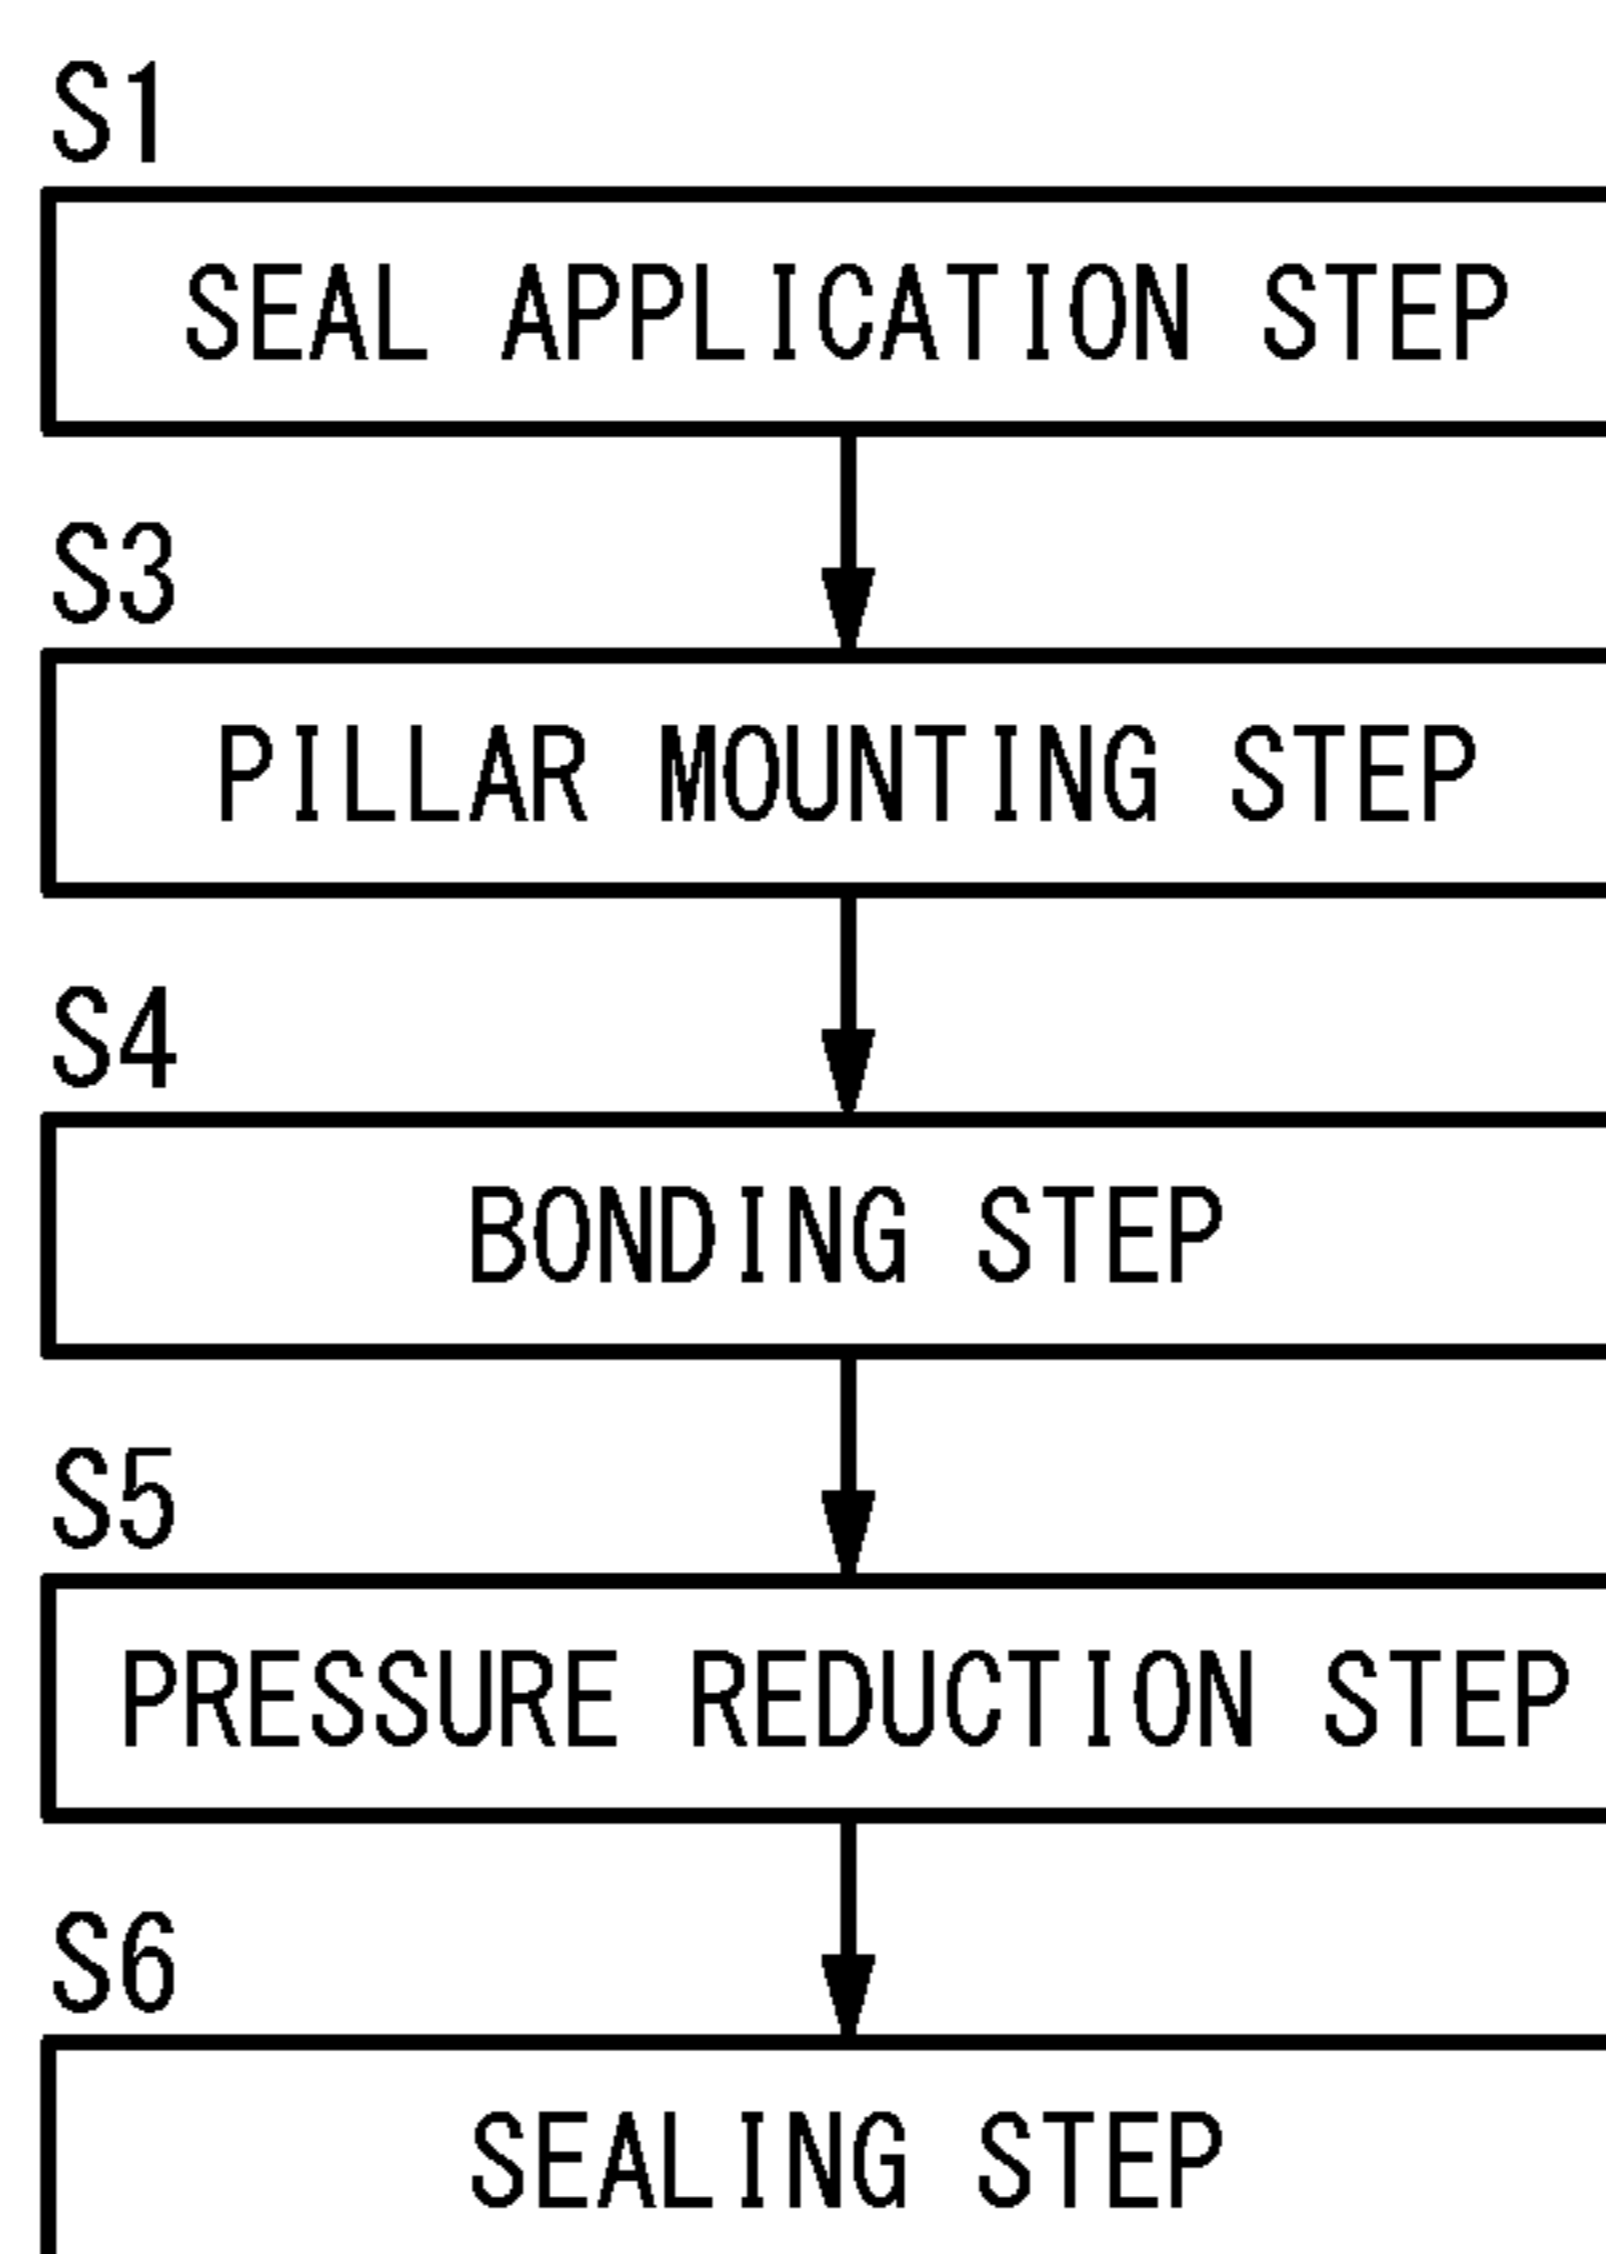 S1
SEAL APPLICATION STEP
S3
PILLAR MOUNTING STEP
S4
BONDING STEP
S5
PRESSURE REDUCTION STEP
S6
SEALING STEP